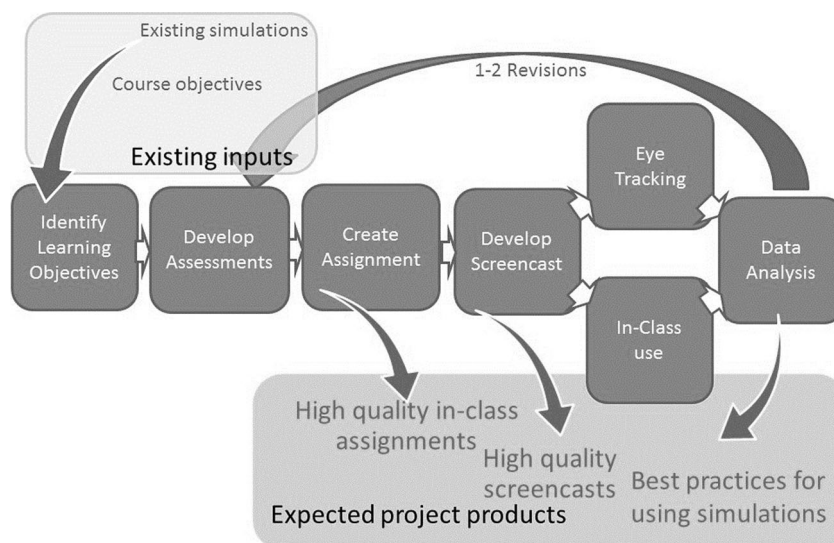 Existing simulations
Course objectives
Existing inputs
1-2 Revisions
Identify
Learning
Objectives
Develop
Assessments
Create
Assignment
Develop
Screencast
Eye
Tracking
In-Class
use
Data
Analysis
High quality in-class
assignments
High quality
screencasts
Best practices for
using simulations
Expected project products